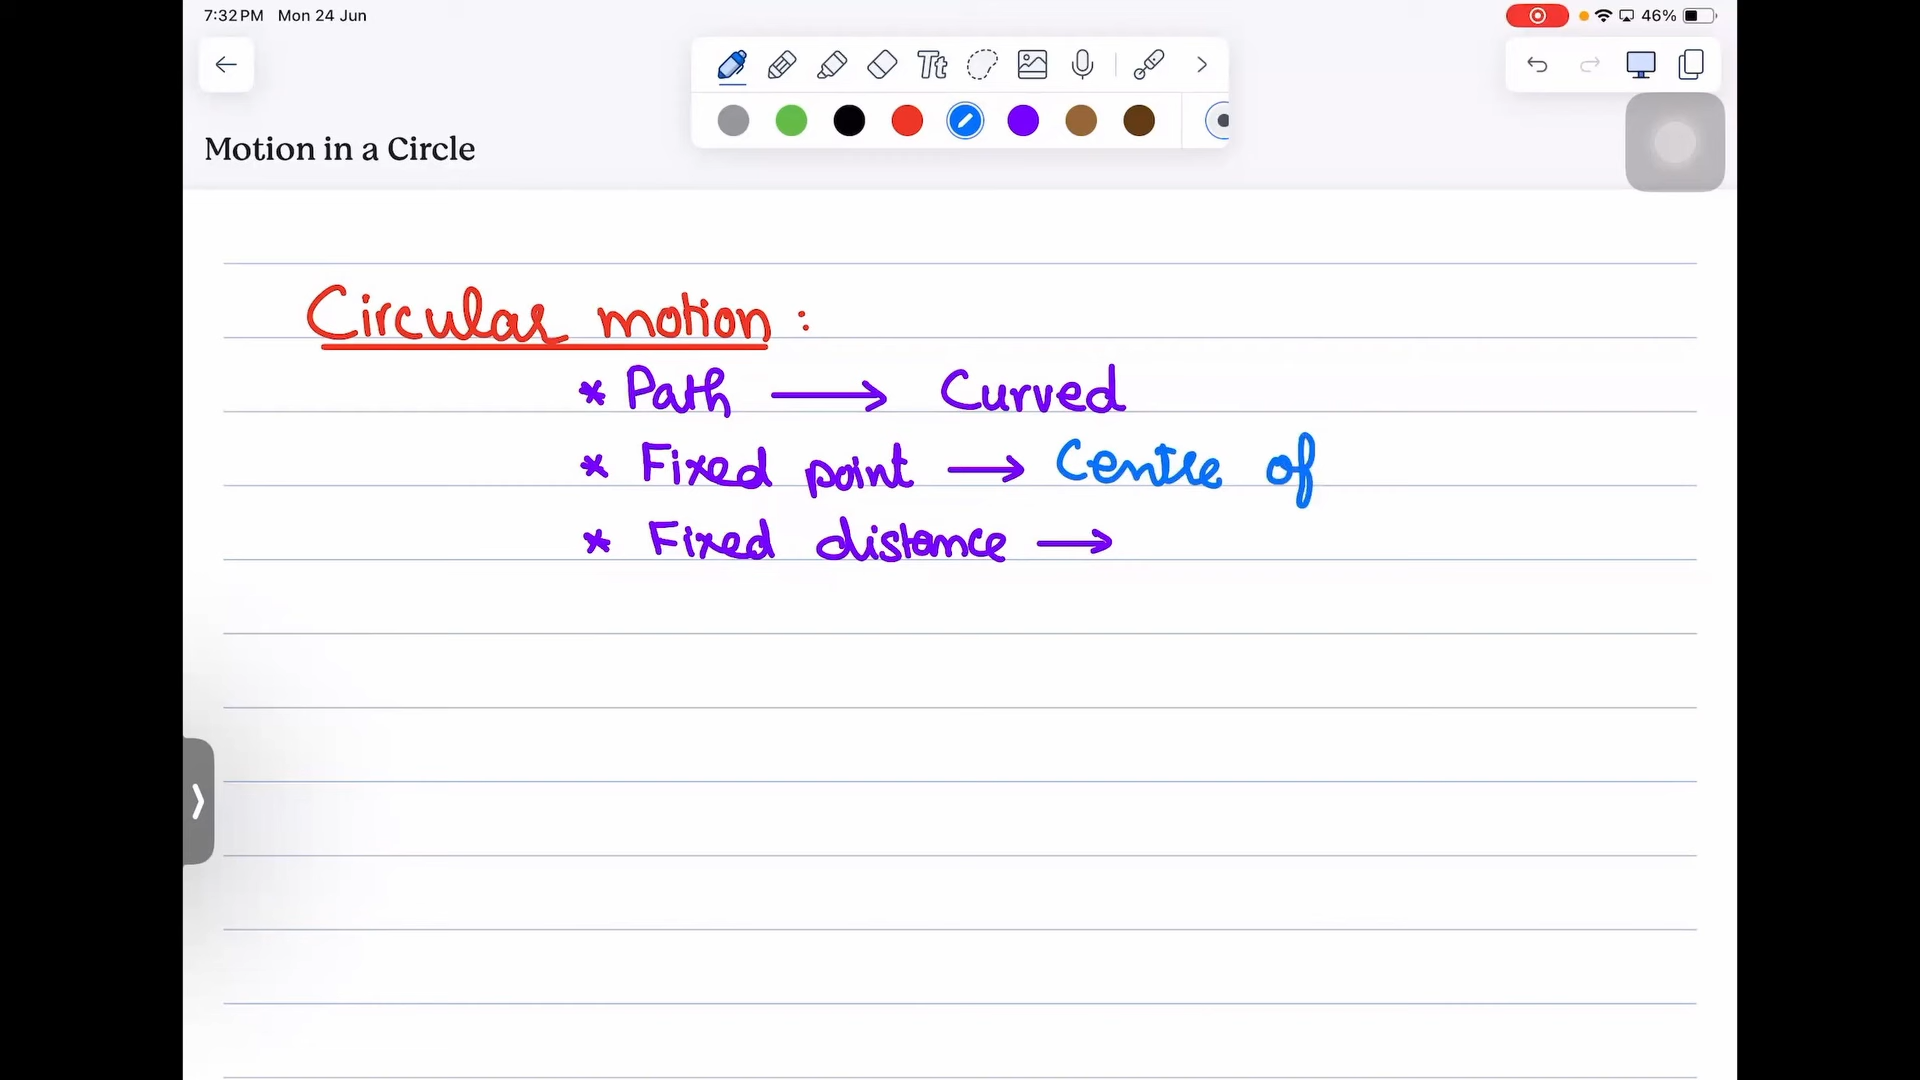 7:32 PM Mon 24 Jun
46%
Tt
Motion in a Circle
Circular motion :
* Path ⟶ Curved
* Fixed point ⟶ Centre of
* Fixed distance ⟶